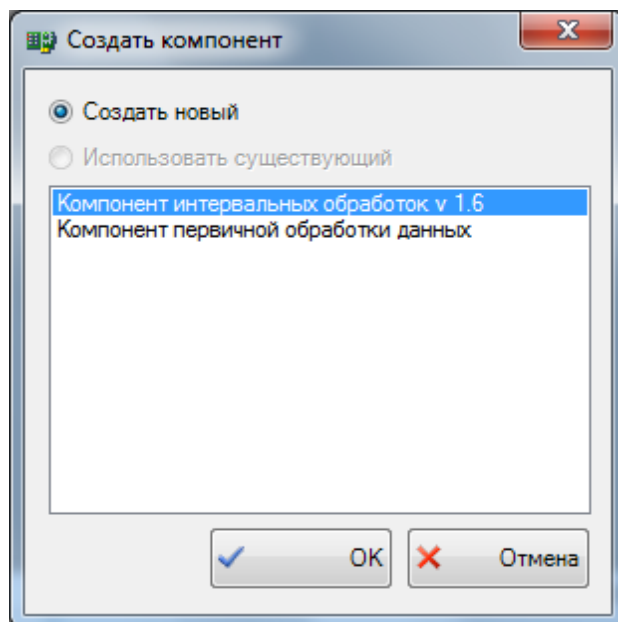 Создать компонент
Создать новый
Использовать существующий
Компонент интервальных обработок v 1.6
Компонент первичной обработки данных
OK Отмена